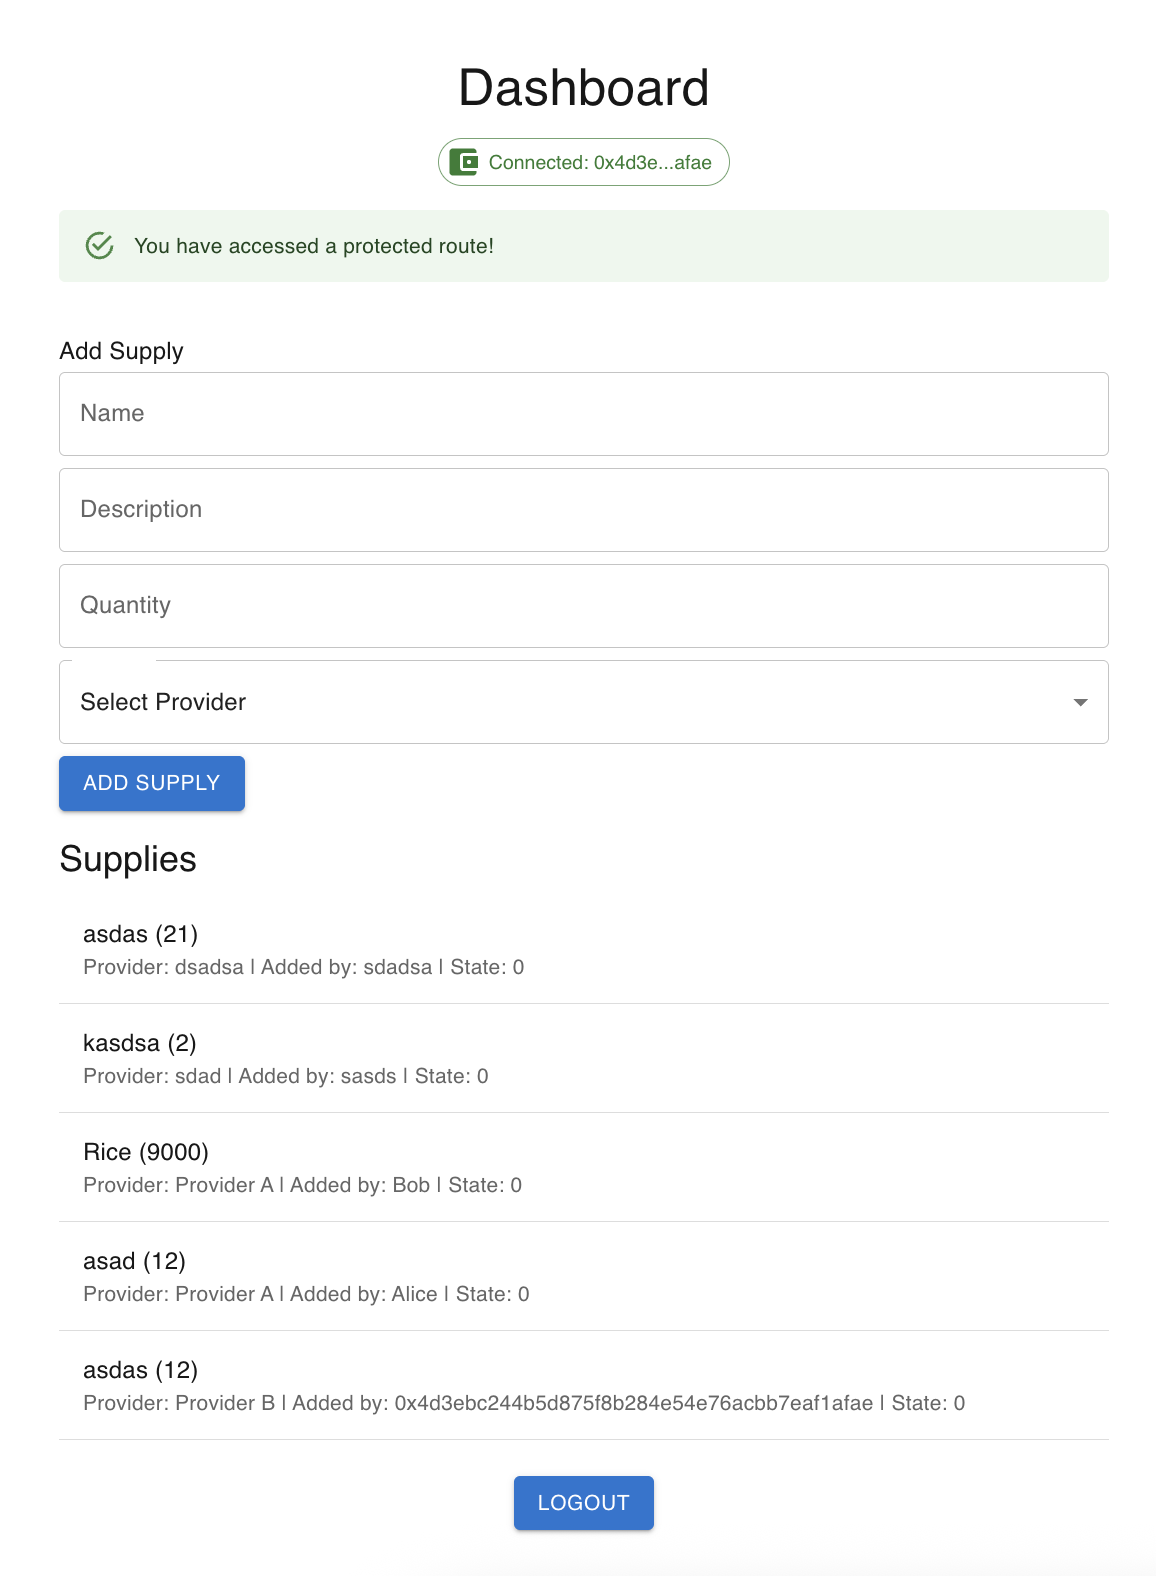 Dashboard
Connected: 0x4d3e...afae
You have accessed a protected route!
Add Supply
Name
Description
Quantity
Select Provider
ADD SUPPLY
Supplies
asdas (21)
Provider: dsadsa | Added by: sdadsa | State: 0
kasdsa (2)
Provider: sdad | Added by: sasds | State: 0
Rice (9000)
Provider: Provider A | Added by: Bob | State: 0
asad (12)
Provider: Provider A | Added by: Alice | State: 0
asdas (12)
Provider: Provider B | Added by: 0x4d3ebc244b5d875f8b284e54e76acbb7eaf1afae | State: 0
LOGOUT